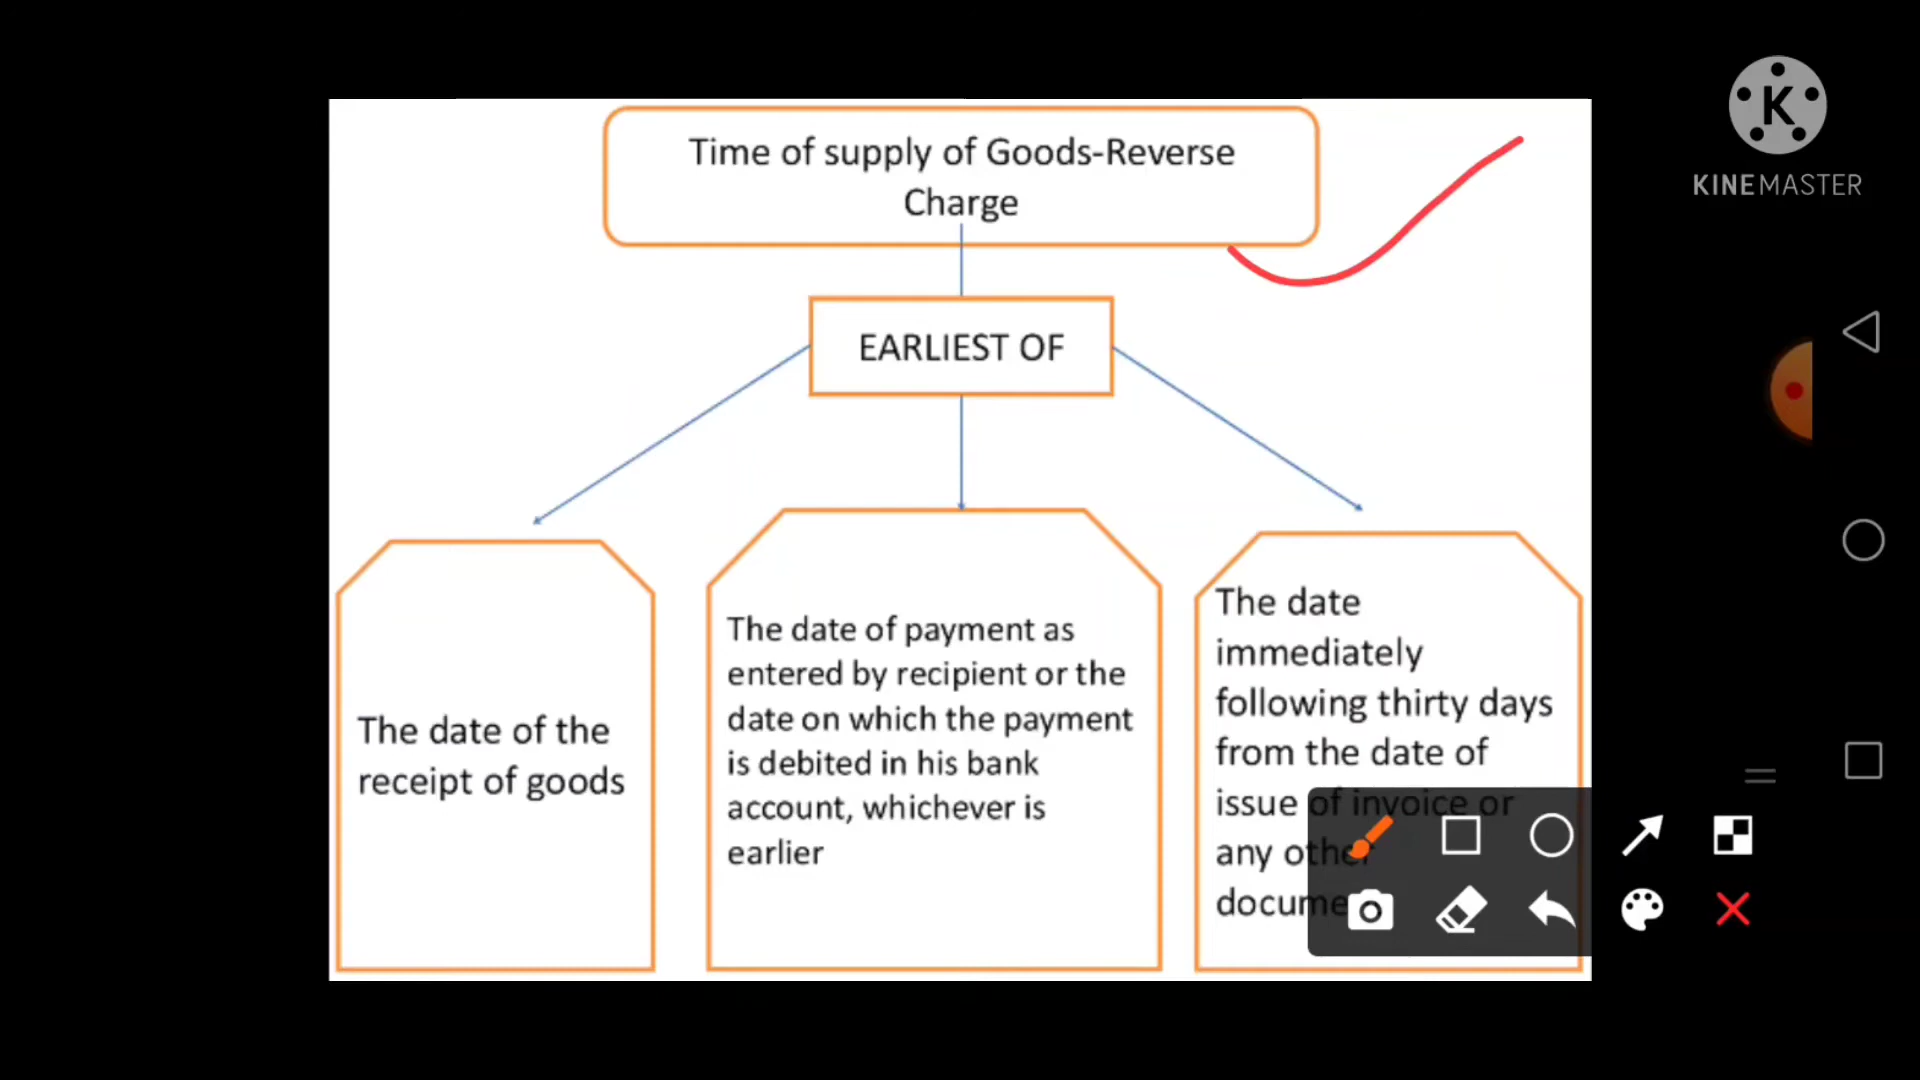 Time of supply of Goods-Reverse
Charge
EARLIEST OF
The date of the
receipt of goods
The date of payment as
entered by recipient or the
date on which the payment
is debited in his bank
account, whichever is
earlier
The date
immediately
following thirty days
from the date of
issue of invoice or
any other
K
KINEMASTER